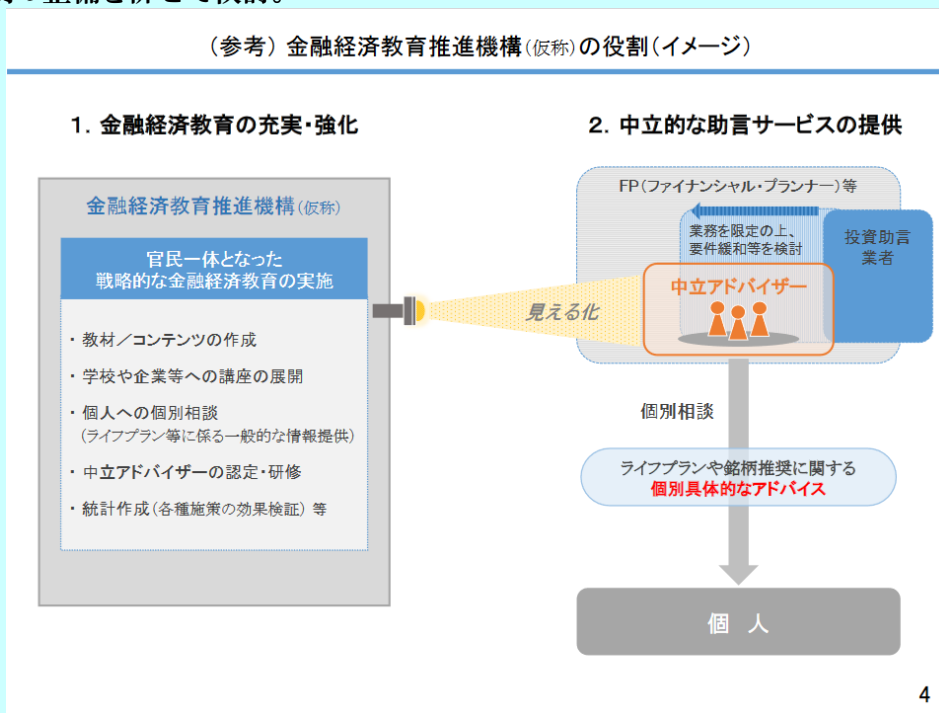 (参考) 金融経済教育推進機構(仮称)の役割(イメージ)
1. 金融経済教育の充実・強化
金融経済教育推進機構(仮称)
官民一体となった
戦略的な金融経済教育の実施
・教材/コンテンツの作成
・学校や企業等への講座の展開
・個人への個別相談
(ライフプラン等に係る一般的な情報提供)
・中立アドバイザーの認定・研修
・統計作成(各種施策の効果検証) 等
見える化
2. 中立的な助言サービスの提供
FP(ファイナンシャル・プランナー)等
業務を限定の上、
要件緩和等を検討
投資助言
業者
中立アドバイザー
個別相談
ライフプランや銘柄推奨に関する
個別具体的なアドバイス
個 人
4